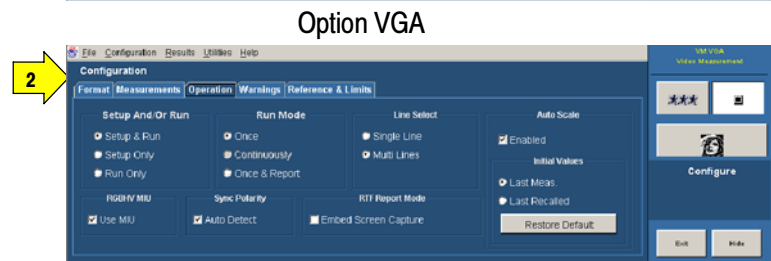 Option VGA
2
File Configuration Results Utilities Help
Configuration
Format Measurements Operation Warnings Reference & Limits
Setup And/Or Run
Setup & Run
Setup Only
Run Only
Run Mode
Once
Continuously
Once & Report
Line Select
Single Line
Multi Lines
Auto Scale
Enabled
Initial Values
Last Meas.
Last Recalled
Restore Default
RGBHV MIU
Use MIU
Sync Polarity
Auto Detect
RTF Report Mode
Embed Screen Capture
VM VGA
Video Measurement
Configure
Exit
Hide